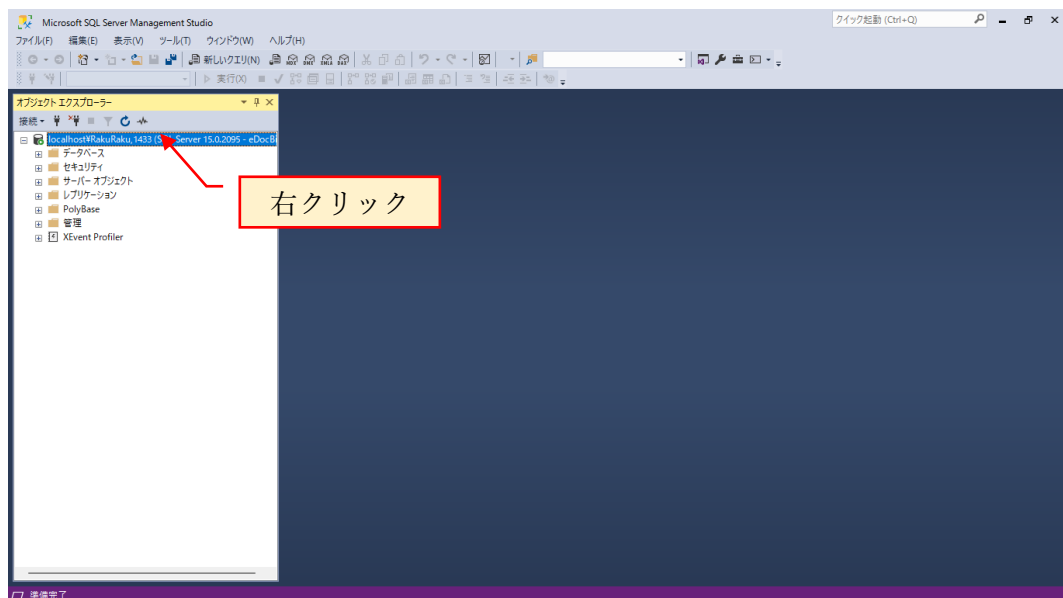 Microsoft SQL Server Management Studio
クイック起動 (Ctrl+Q)
ファイル(F) 編集(E) 表示(V) ツール(T) ウィンドウ(W) ヘルプ(H)
新しいクエリ(N)
実行(X)
オブジェクト エクスプローラー
接続
localhost¥RakuRaku,1433 (SQL Server 15.0.2095 - eDocB
データベース
セキュリティ
サーバー オブジェクト
レプリケーション
PolyBase
管理
XEvent Profiler
右クリック
準備完了